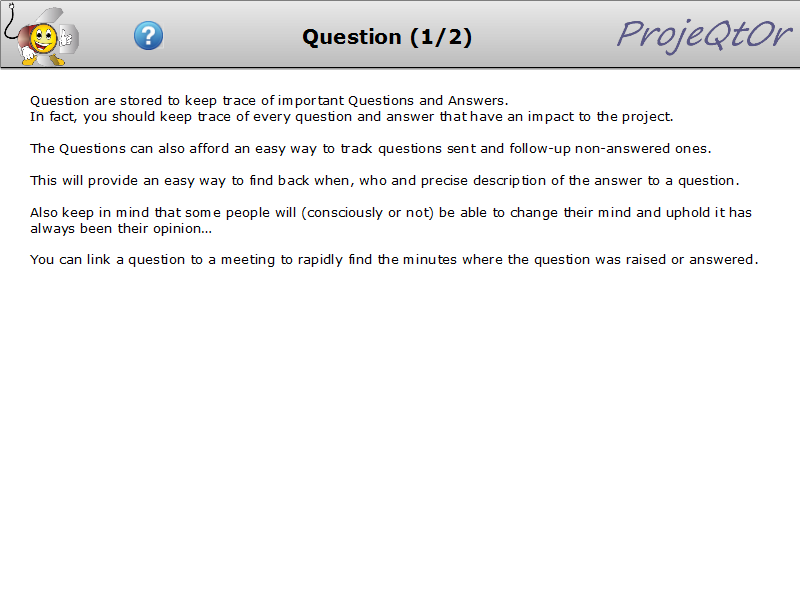 Question (1/2)
ProjeQtOr
Question are stored to keep trace of important Questions and Answers.
In fact, you should keep trace of every question and answer that have an impact to the project.
The Questions can also afford an easy way to track questions sent and follow-up non-answered ones.
This will provide an easy way to find back when, who and precise description of the answer to a question.
Also keep in mind that some people will (consciously or not) be able to change their mind and uphold it has
always been their opinion...
You can link a question to a meeting to rapidly find the minutes where the question was raised or answered.